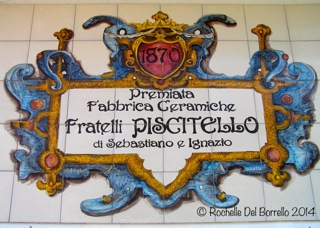 1870
Premiata
Fabbrica Ceramiche
Fratelli PISCITELLO
di Sebastiano e Ignazio
© Rochelle Del Borrello 2014